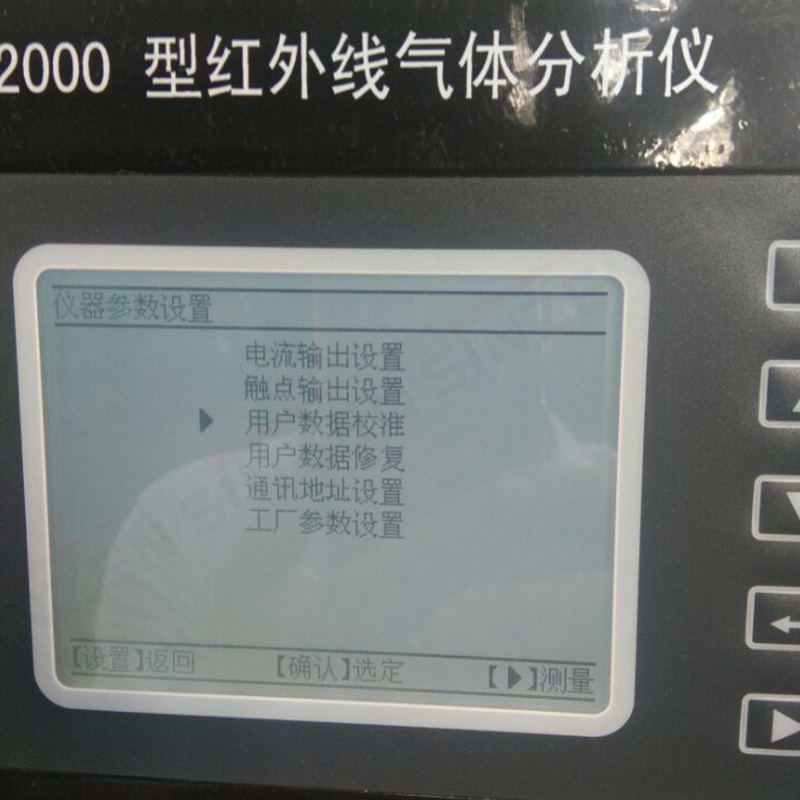 2000 型红外线气体分析仪
仪器参数设置
电流输出设置
触点输出设置
用户数据校准
用户数据修复
通讯地址设置
工厂参数设置
【设置】返回 【确认】选定 【▶】测量